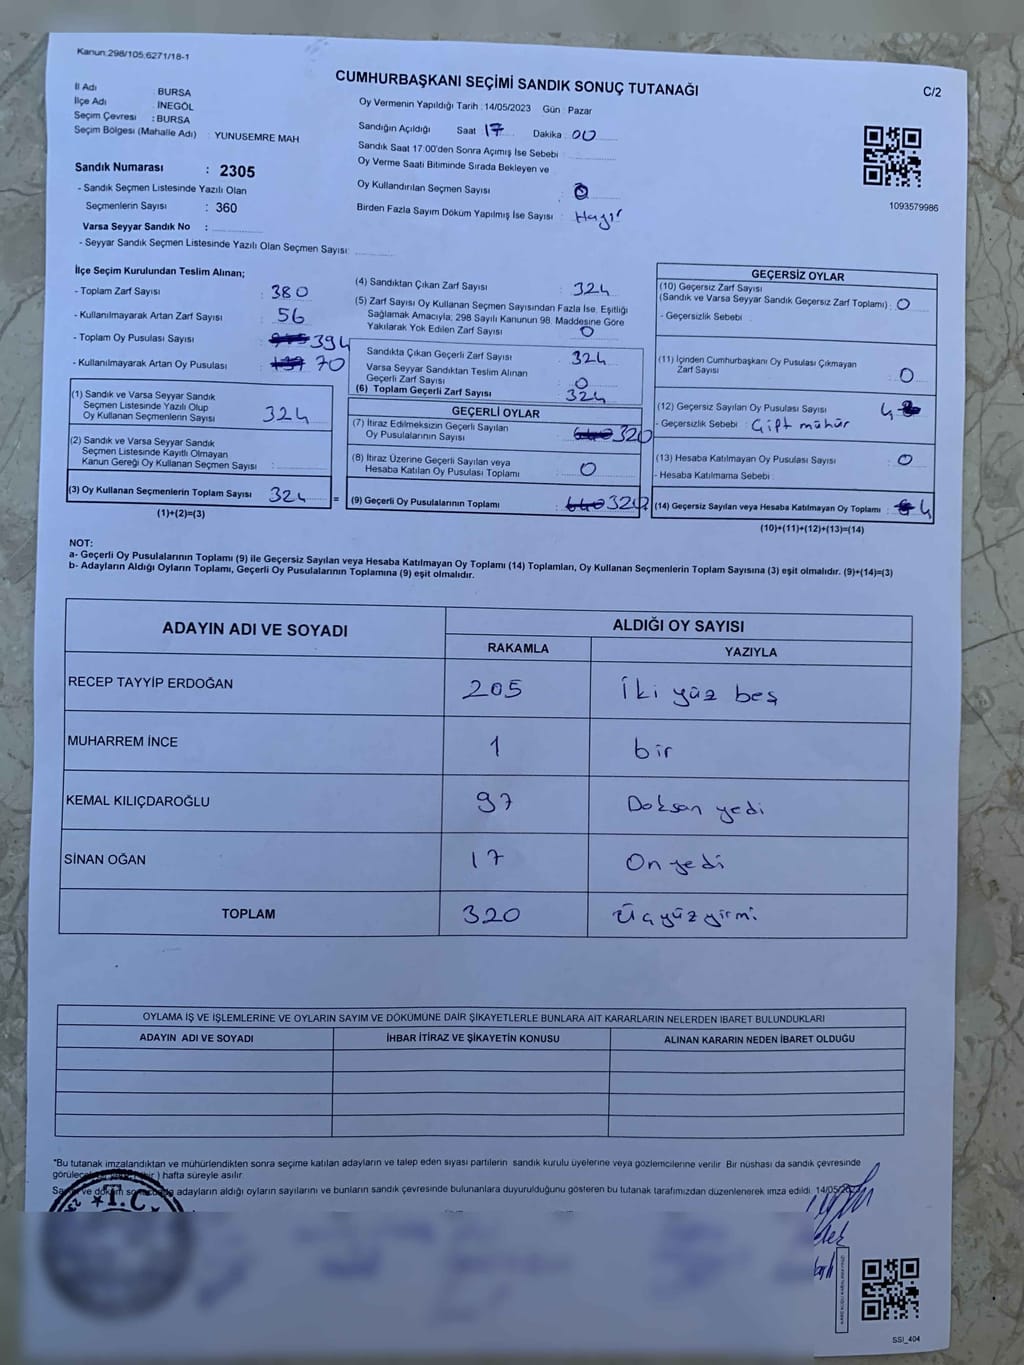 Kanun:298/105;6271/18-1
CUMHURBAŞKANI SEÇİMİ SANDIK SONUÇ TUTANAĞI
C/2
İl Adı : BURSA
İlçe Adı : İNEGÖL
Seçim Çevresi : BURSA
Seçim Bölgesi (Mahalle Adı) : YUNUSEMRE MAH
Sandık Numarası : 2305
- Sandık Seçmen Listesinde Yazılı Olan
Seçmenlerin Sayısı : 360
Varsa Seyyar Sandık No :
- Seyyar Sandık Seçmen Listesinde Yazılı Olan Seçmen Sayısı:
Oy Vermenin Yapıldığı Tarih : 14/05/2023 Gün : Pazar
Sandığın Açıldığı Saat 17 Dakika : 00
Sandık Saat 17:00'den Sonra Açımış İse Sebebi :
Oy Verme Saati Bitiminde Sırada Bekleyen ve
Oy Kullandırılan Seçmen Sayısı : 0
Birden Fazla Sayım Döküm Yapılmış İse Sayısı : Hayır
1093579986
İlçe Seçim Kurulundan Teslim Alınan;
- Toplam Zarf Sayısı : 380
- Kullanılmayarak Artan Zarf Sayısı : 56
- Toplam Oy Pusulası Sayısı : 394
- Kullanılmayarak Artan Oy Pusulası : 70
(1) Sandık ve Varsa Seyyar Sandık
Seçmen Listesinde Yazılı Olup
Oy Kullanan Seçmenlerin Sayısı : 324
(2) Sandık ve Varsa Seyyar Sandık
Seçmen Listesinde Kayıtlı Olmayan
Kanun Gereği Oy Kullanan Seçmen Sayısı :
(3) Oy Kullanan Seçmenlerin Toplam Sayısı : 324
(1)+(2)=(3)
=
(4) Sandıktan Çıkan Zarf Sayısı : 324
(5) Zarf Sayısı Oy Kullanan Seçmen Sayısından Fazla İse, Eşitliği
Sağlamak Amacıyla; 298 Sayılı Kanunun 98. Maddesine Göre
Yakılarak Yok Edilen Zarf Sayısı : 0
Sandıkta Çıkan Geçerli Zarf Sayısı : 324
Varsa Seyyar Sandıktan Teslim Alınan
Geçerli Zarf Sayısı : 0
(6) Toplam Geçerli Zarf Sayısı : 324
GEÇERLİ OYLAR
(7) İtiraz Edilmeksizin Geçerli Sayılan
Oy Pusulalarının Sayısı : 640 320
(8) İtiraz Üzerine Geçerli Sayılan veya
Hesaba Katılan Oy Pusulası Toplamı : 0
(9) Geçerli Oy Pusulalarının Toplamı : 640
GEÇERSİZ OYLAR
(10) Geçersiz Zarf Sayısı
(Sandık ve Varsa Seyyar Sandık Geçersiz Zarf Toplamı) : 0
- Geçersizlik Sebebi :
(11) İçinden Cumhurbaşkanı Oy Pusulası Çıkmayan
Zarf Sayısı : 0
(12) Geçersiz Sayılan Oy Pusulası Sayısı : 4
- Geçersizlik Sebebi : Çift mühür
(13) Hesaba Katılmayan Oy Pusulası Sayısı : 0
- Hesaba Katılmama Sebebi :
(14) Geçersiz Sayılan veya Hesaba Katılmayan Oy Toplamı : 4
(10)+(11)+(12)+(13)=(14)
NOT:
a- Geçerli Oy Pusulalarının Toplamı (9) ile Geçersiz Sayılan veya Hesaba Katılmayan Oy Toplamı (14) Toplamları, Oy Kullanan Seçmenlerin Toplam Sayısına (3) eşit olmalıdır. (9)+(14)=(3)
b- Adayların Aldığı Oyların Toplamı, Geçerli Oy Pusulalarının Toplamına (9) eşit olmalıdır.
ADAYIN ADI VE SOYADI
ALDIĞI OY SAYISI
RAKAMLA YAZIYLA
RECEP TAYYİP ERDOĞAN 205 İki yüz beş
MUHARREM İNCE 1 bir
KEMAL KILIÇDAROĞLU 97 Doksan yedi
SİNAN OĞAN 17 On yedi
TOPLAM 320 Üçyüzyirmi
OYLAMA İŞ VE İŞLEMLERİNE VE OYLARIN SAYIM VE DÖKÜMÜNE DAİR ŞİKAYETLERLE BUNLARA AİT KARARLARIN NELERDEN İBARET BULUNDUKLARI
ADAYIN ADI VE SOYADI İHBAR İTİRAZ VE ŞİKAYETİN KONUSU ALINAN KARARIN NEDEN İBARET OLDUĞU
*Bu tutanak imzalandıktan ve mühürlendikten sonra seçime katılan adayların ve talep eden siyasi partilerin sandık kurulu üyelerine veya gözlemcilerine verilir. Bir nüshası da sandık çevresinde
hafta süreyle asılır.
adayların aldığı oyların sayılarını ve bunların sandık çevresinde bulunanlara duyurulduğunu gösteren bu tutanak tarafımızdan düzenlenerek imza edildi.
T.C
SSI_404